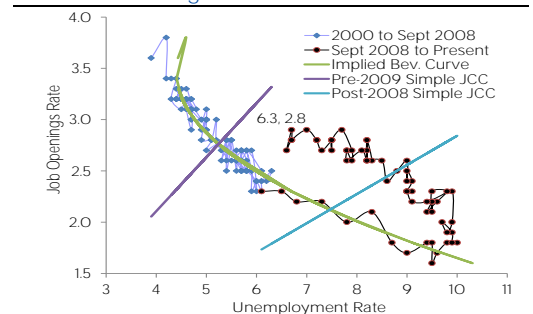 4.0
3.5
3.0
2.5
2.0
1.5
Job Openings Rate
2000 to Sept 2008
Sept 2008 to Present
Implied Bev. Curve
Pre-2009 Simple JCC
Post-2008 Simple JCC
6.3, 2.8
3 4 5 6 7 8 9 10 11
Unemployment Rate